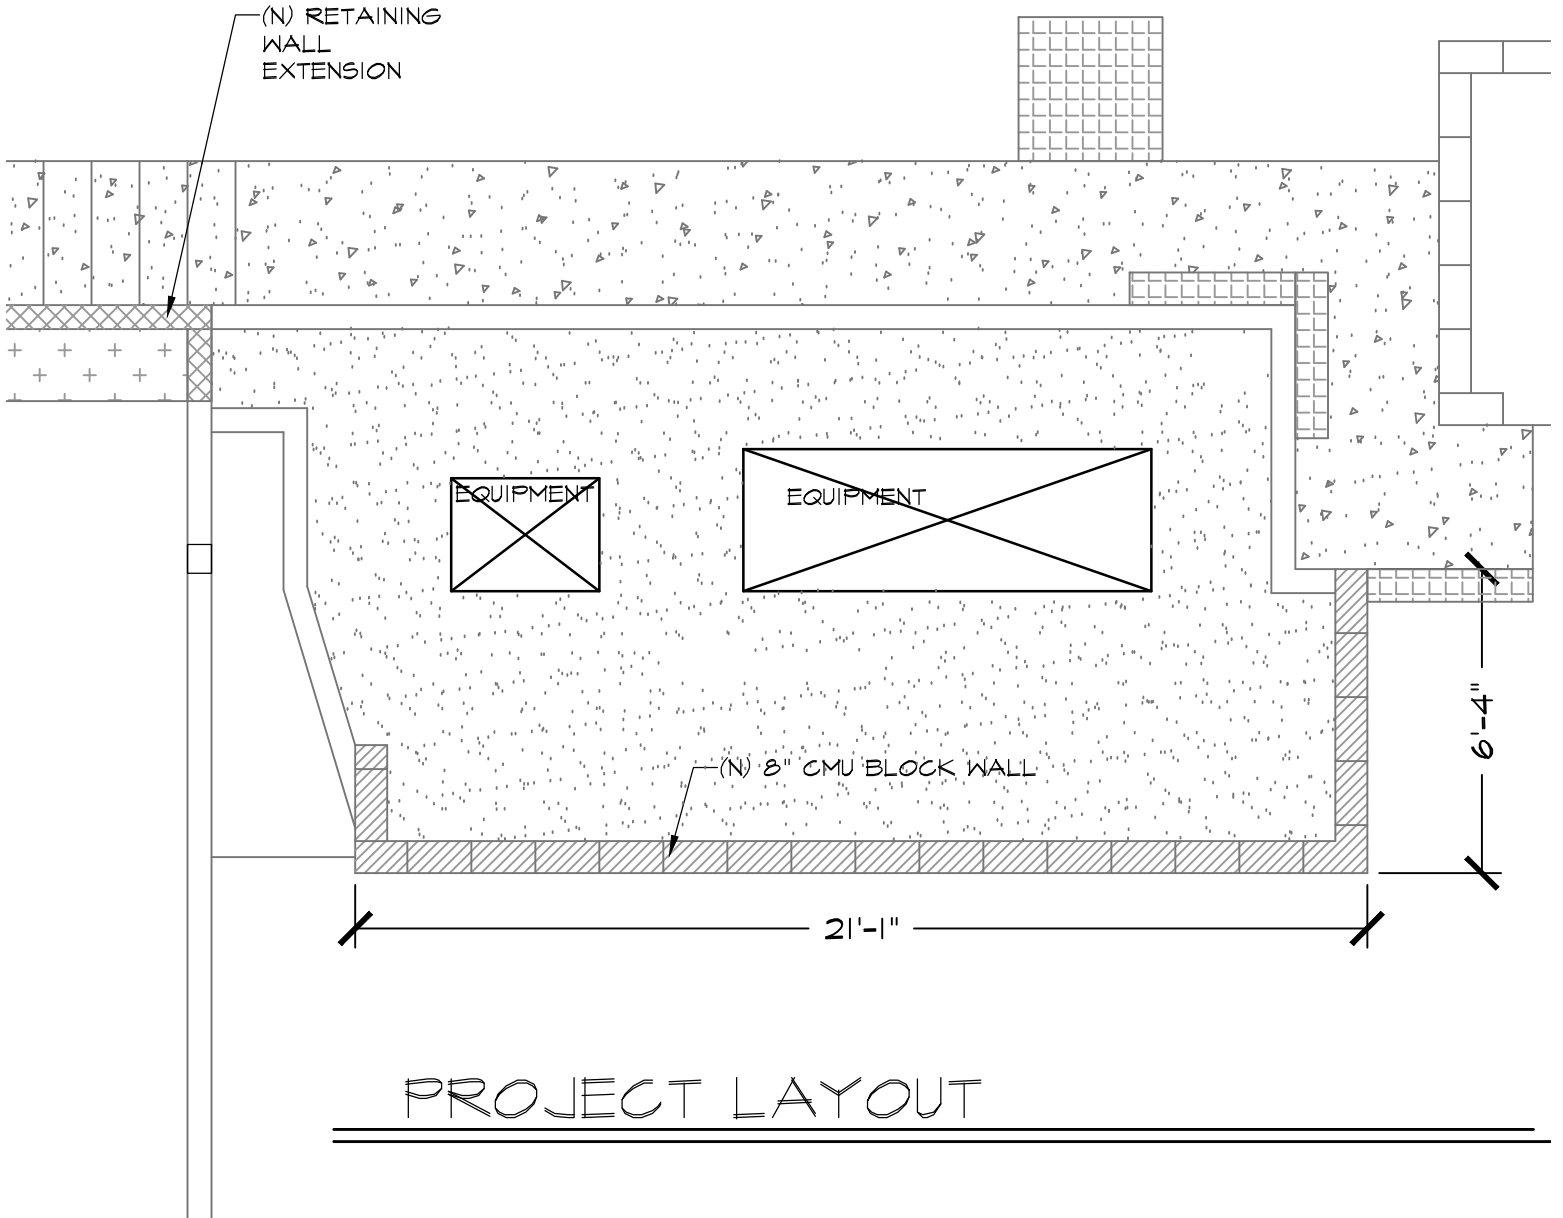 (N) RETAINING
WALL
EXTENSION
EQUIPMENT
EQUIPMENT
6'-4"
(N) 8" CMU BLOCK WALL
21'-1"
PROJECT LAYOUT